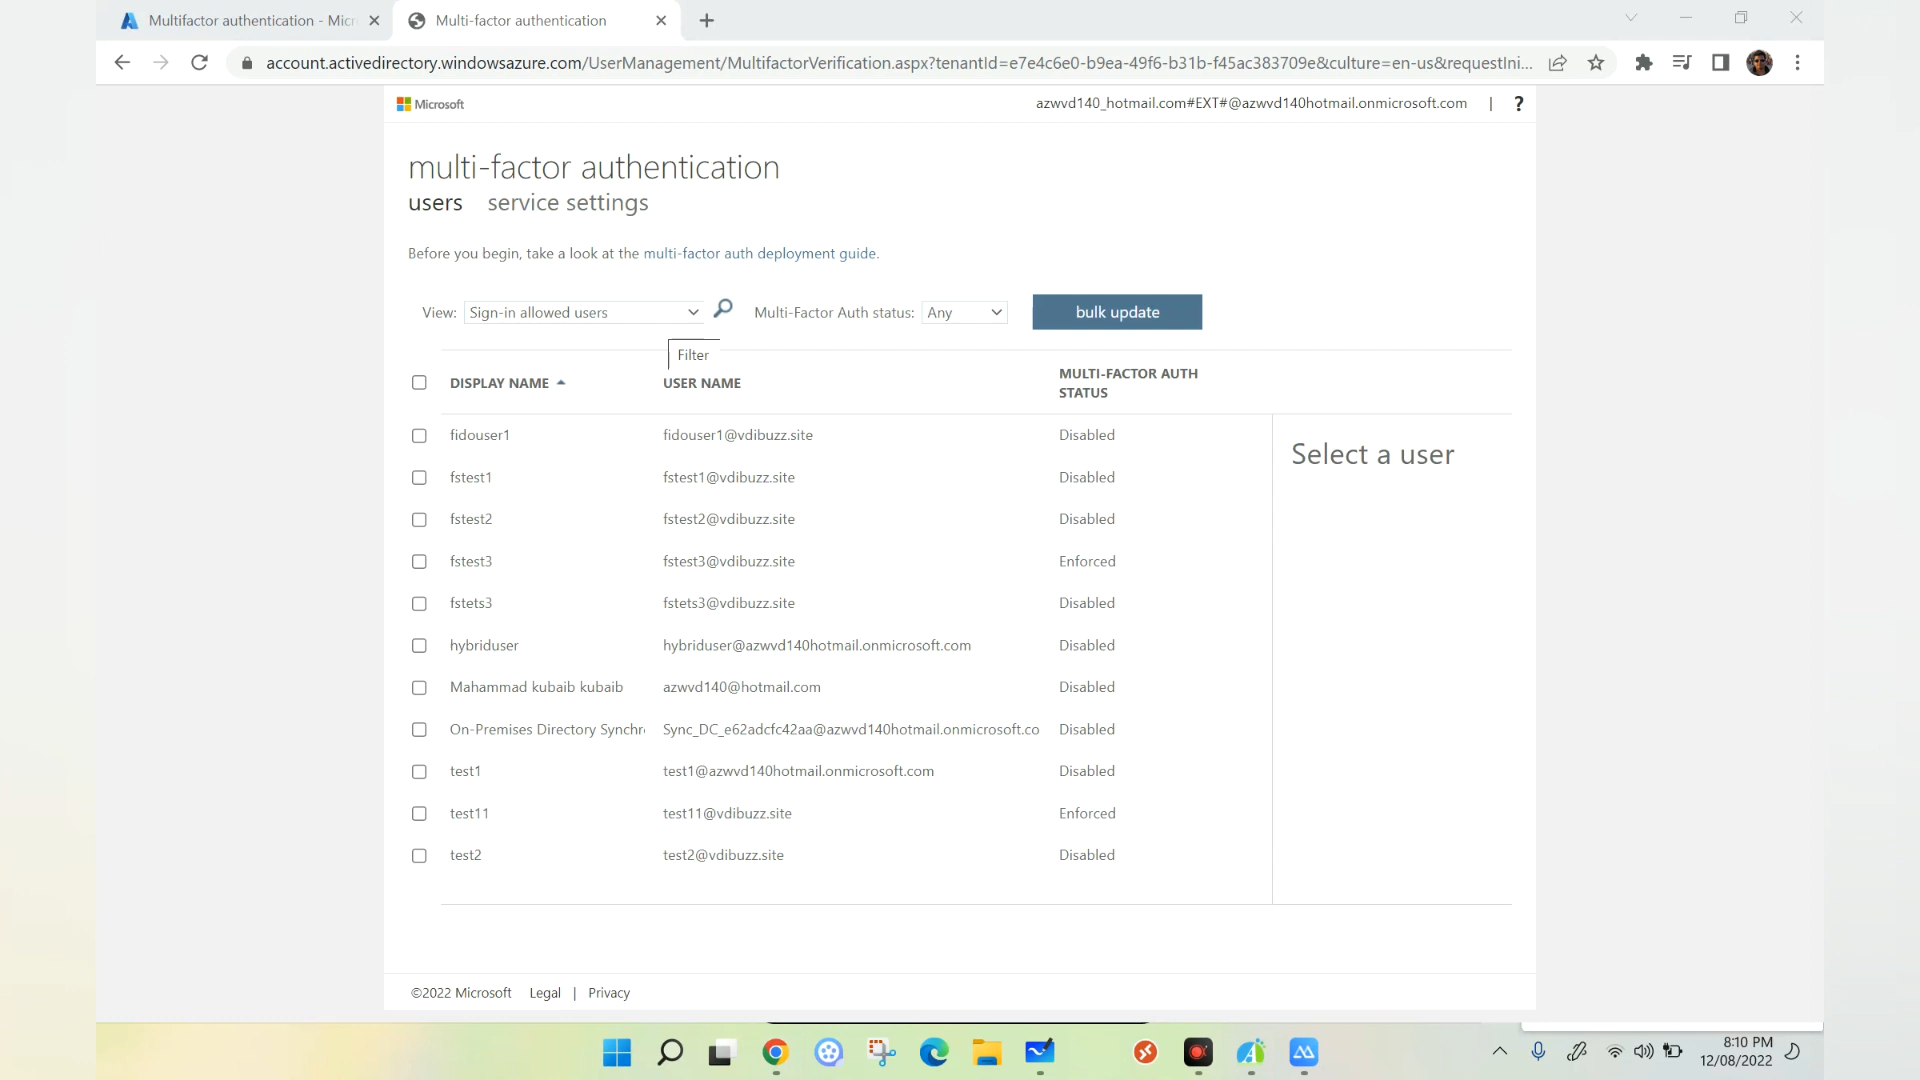 Multifactor authentication - Micr
Multi-factor authentication
account.activedirectory.windowsazure.com/UserManagement/MultifactorVerification.aspx?tenantId=e7e4c6e0-b9ea-49f6-b31b-f45ac383709e&culture=en-us&requestIni...
Microsoft
azwvd140_hotmail.com#EXT#@azwvd140hotmail.onmicrosoft.com | ?
multi-factor authentication
users service settings
Before you begin, take a look at the multi-factor auth deployment guide.
View: Sign-in allowed users Multi-Factor Auth status: Any bulk update
Filter
DISPLAY NAME USER NAME MULTI-FACTOR AUTH STATUS
fidouser1 fidouser1@vdibuzz.site Disabled
Select a user
fstest1 fstest1@vdibuzz.site Disabled
fstest2 fstest2@vdibuzz.site Disabled
fstest3 fstest3@vdibuzz.site Enforced
fstets3 fstets3@vdibuzz.site Disabled
hybriduser hybriduser@azwvd140hotmail.onmicrosoft.com Disabled
Mahammad kubaib kubaib azwvd140@hotmail.com Disabled
On-Premises Directory Synchr Sync_DC_e62adcfc42aa@azwvd140hotmail.onmicrosoft.co Disabled
test1 test1@azwvd140hotmail.onmicrosoft.com Disabled
test11 test11@vdibuzz.site Enforced
test2 test2@vdibuzz.site Disabled
©2022 Microsoft Legal | Privacy
8:10 PM
12/08/2022